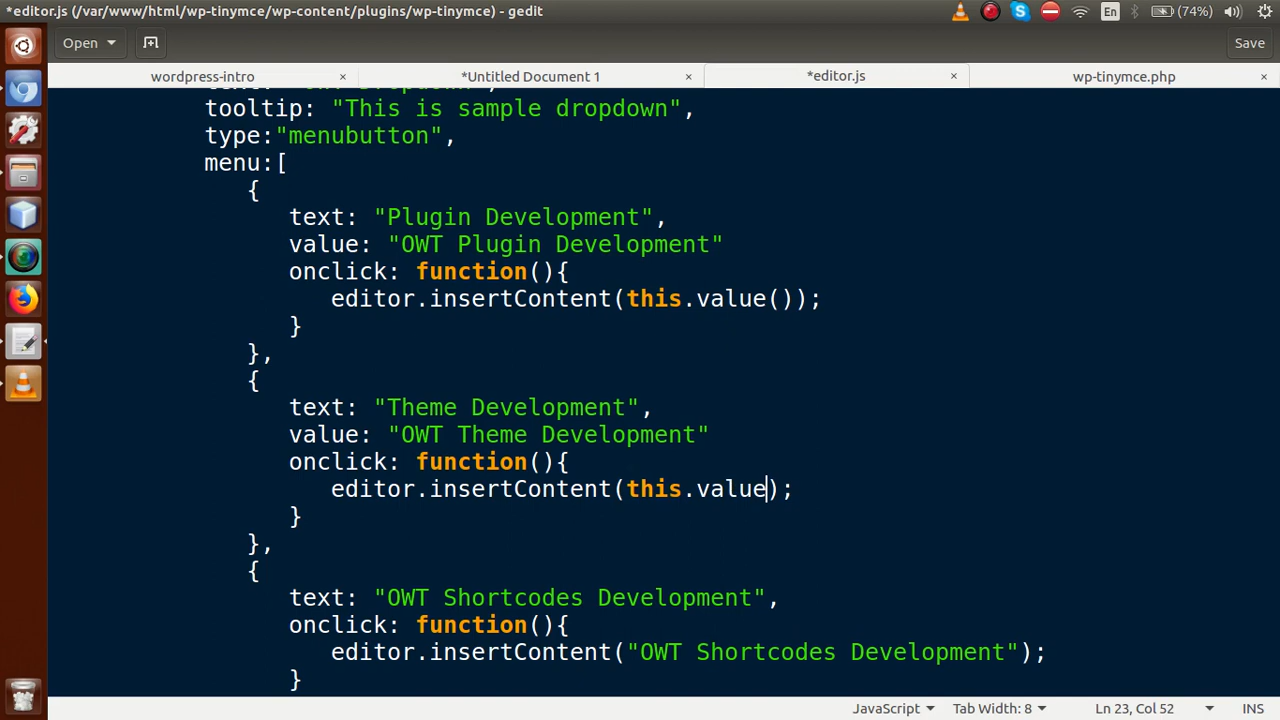 *editor.js (/var/www/html/wp-tinymce/wp-content/plugins/wp-tinymce) - gedit
En
(74%)
Open
Save
wordpress-intro
*Untitled Document 1
*editor.js
wp-tinymce.php
tooltip: "This is sample dropdown",
type:"menubutton",
menu:[
{
text: "Plugin Development",
value: "OWT Plugin Development"
onclick: function(){
editor.insertContent(this.value());
}
},
{
text: "Theme Development",
value: "OWT Theme Development"
onclick: function(){
editor.insertContent(this.value);
}
},
{
text: "OWT Shortcodes Development",
onclick: function(){
editor.insertContent("OWT Shortcodes Development");
}
JavaScript
Tab Width: 8
Ln 23, Col 52
INS